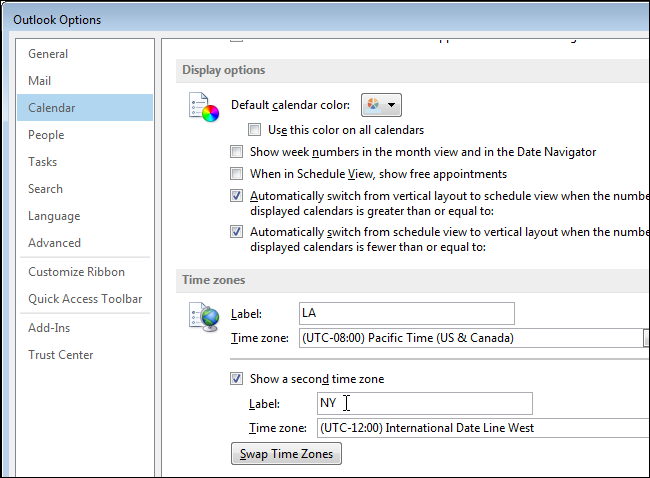 Outlook Options
General
Mail
Calendar
People
Tasks
Search
Language
Advanced
Customize Ribbon
Quick Access Toolbar
Add-Ins
Trust Center
Display options
Default calendar color:
Use this color on all calendars
Show week numbers in the month view and in the Date Navigator
When in Schedule View, show free appointments
Automatically switch from vertical layout to schedule view when the
displayed calendars is greater than or equal to:
Automatically switch from schedule view to vertical layout when the
displayed calendars is fewer than or equal to:
Time zones
Label: LA
Time zone: (UTC-08:00) Pacific Time (US & Canada)
Show a second time zone
Label: NY
Time zone: (UTC-12:00) International Date Line West
Swap Time Zones